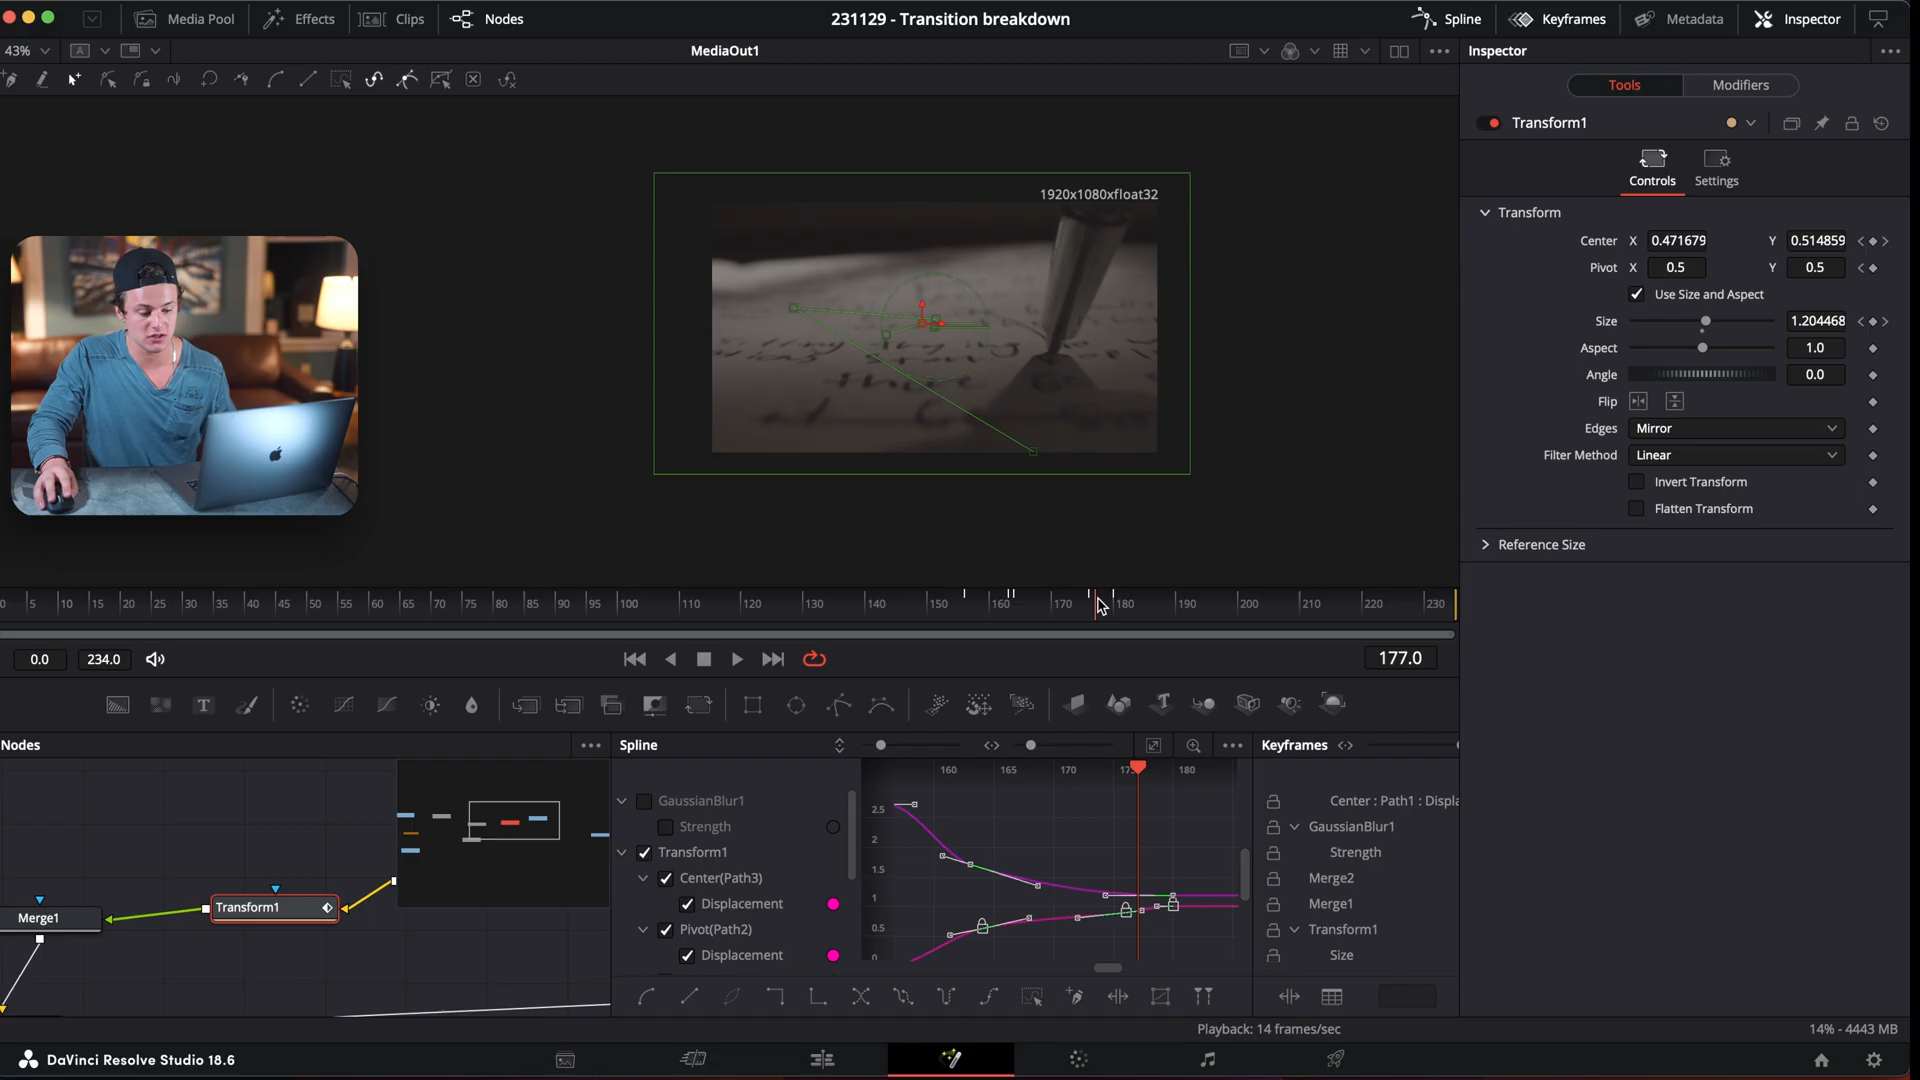 Media Pool
Effects
Clips
Nodes
231129 - Transition breakdown
Spline
Keyframes
Metadata
Inspector
43%
A
MediaOut1
Inspector
Tools
Modifiers
Transform1
Controls
Settings
1920x1080xfloat32
Transform
Center X 0.471679 Y 0.514859
Pivot X 0.5 Y 0.5
Use Size and Aspect
Size 1.204468
Aspect 1.0
Angle 0.0
Flip
Edges Mirror
Filter Method Linear
Invert Transform
Flatten Transform
Reference Size
0 5 10 15 20 25 30 35 40 45 50 55 60 65 70 75 80 85 90 95 100 110 120 130 140 150 160 170 180 190 200 210 220 230
0.0 234.0 177.0
Nodes
Spline
Keyframes
160 165 170 180
GaussianBlur1
Strength
Transform1
Center(Path3)
Displacement
Pivot(Path2)
Displacement
2.5
2
1.5
1
0.5
0
Center : Path1 : Displa
GaussianBlur1
Strength
Merge2
Merge1
Transform1
Size
Merge1
Transform1
Playback: 14 frames/sec
14% - 4443 MB
DaVinci Resolve Studio 18.6